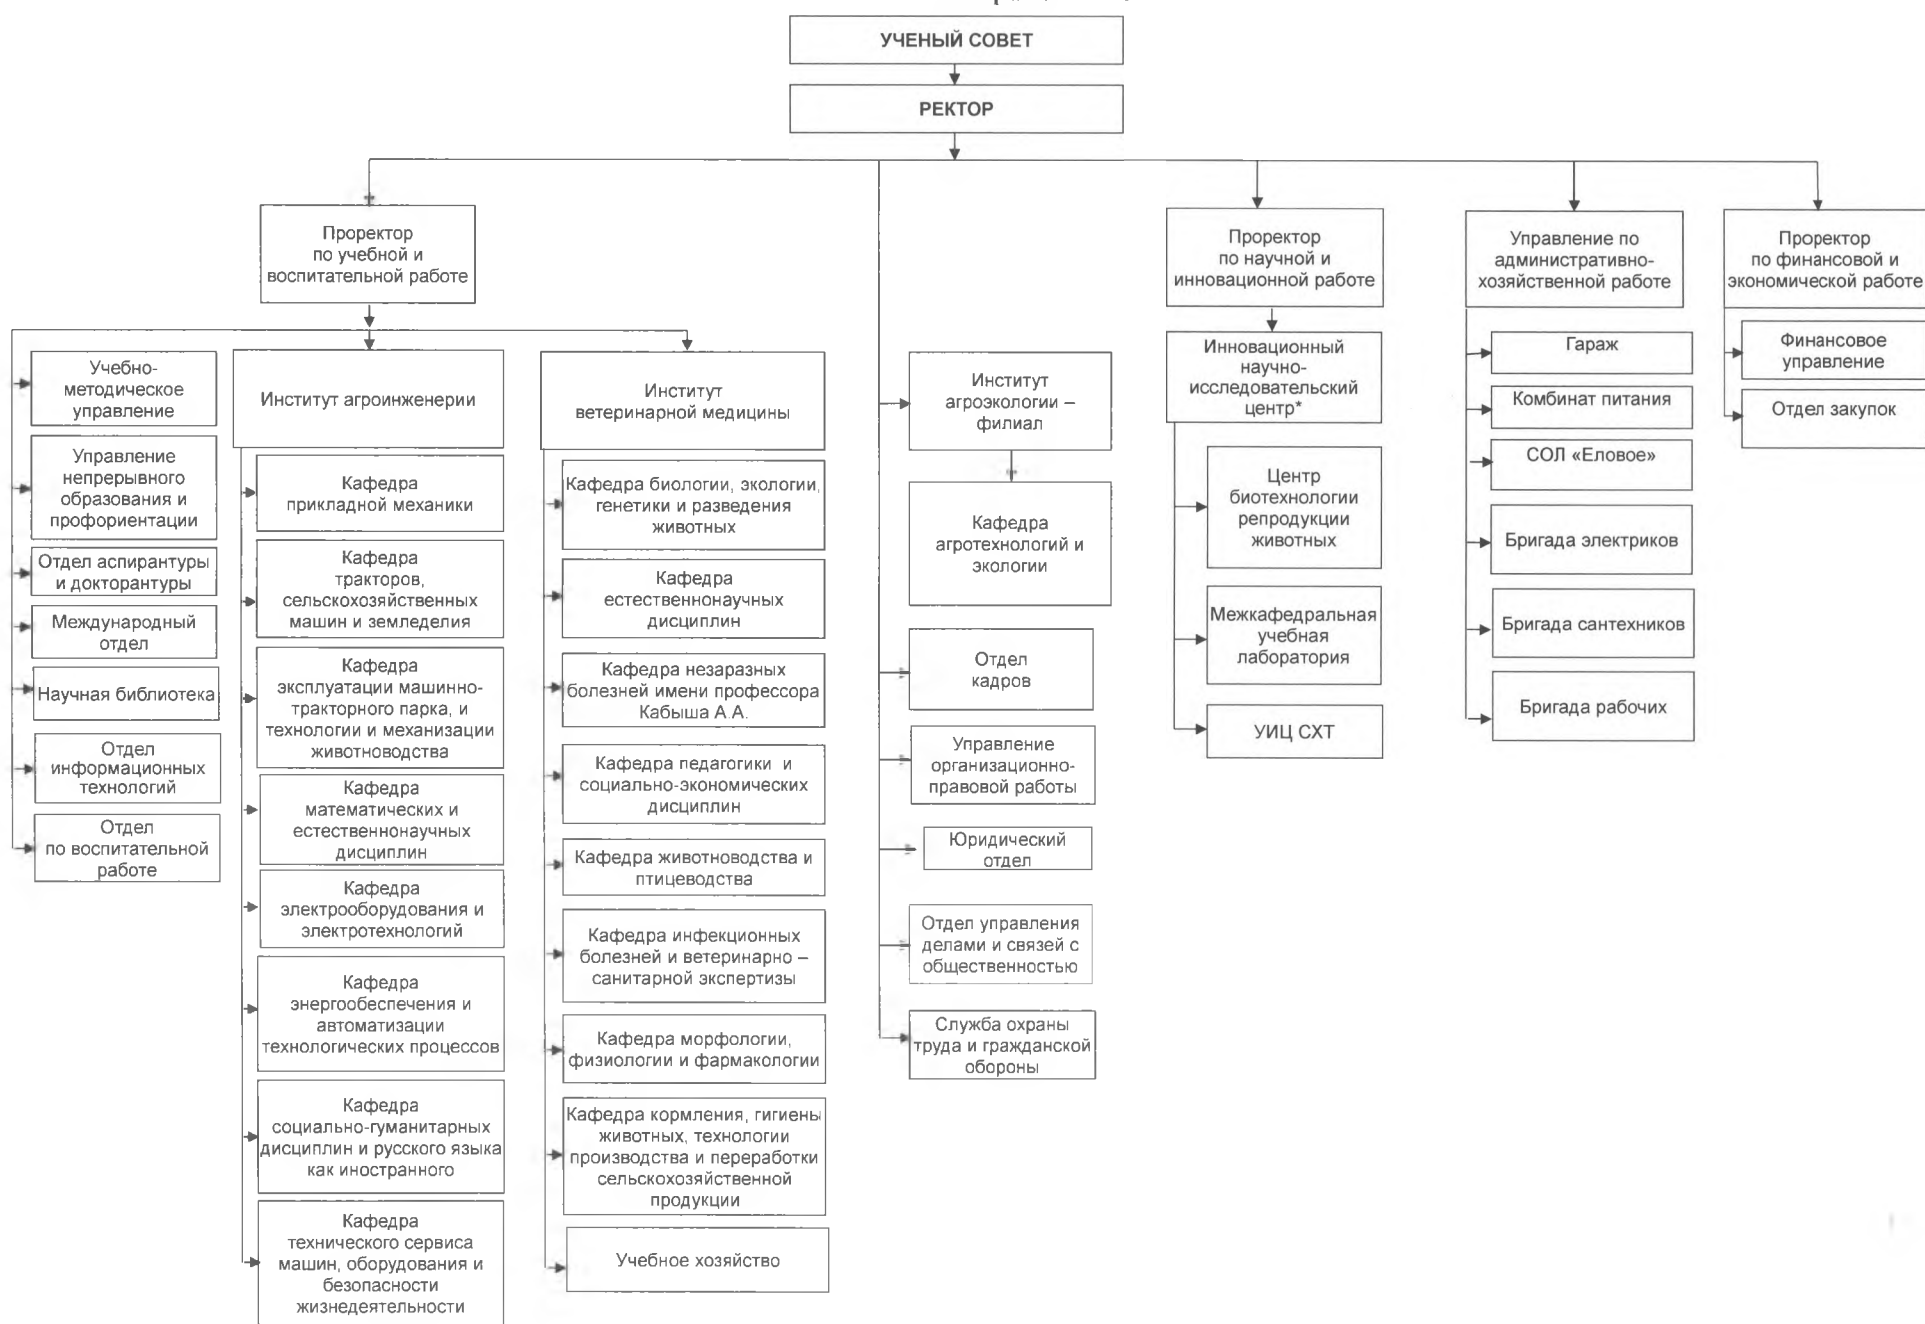 УЧЕНЫЙ СОВЕТ
РЕКТОР
Проректор
по учебной и
воспитательной работе
Проректор
по научной и
инновационной работе
Управление по
административно-
хозяйственной работе
Проректор
по финансовой и
экономической работе
Учебно-
методическое
управление
Управление
непрерывного
образования и
профориентации
Отдел аспирантуры
и докторантуры
Международный
отдел
Научная библиотека
Отдел
информационных
технологий
Отдел
по воспитательной
работе
Институт агроинженерии
Кафедра
прикладной механики
Кафедра
тракторов,
сельскохозяйственных
машин и земледелия
Кафедра
эксплуатации машинно-
тракторного парка, и
технологии и механизации
животноводства
Кафедра
математических и
естественнонаучных
дисциплин
Кафедра
электрооборудования и
электротехнологий
Кафедра
энергообеспечения и
автоматизации
технологических процессов
Кафедра
социально-гуманитарных
дисциплин и русского языка
как иностранного
Кафедра
технического сервиса
машин, оборудования и
безопасности
жизнедеятельности
Институт
ветеринарной медицины
Кафедра биологии, экологии,
генетики и разведения
животных
Кафедра
естественнонаучных
дисциплин
Кафедра незаразных
болезней имени профессора
Кабыша А.А.
Кафедра педагогики и
социально-экономических
дисциплин
Кафедра животноводства и
птицеводства
Кафедра инфекционных
болезней и ветеринарно –
санитарной экспертизы
Кафедра морфологии,
физиологии и фармакологии
Кафедра кормления, гигиены
животных, технологии
производства и переработки
сельскохозяйственной
продукции
Учебное хозяйство
Институт
агроэкологии –
филиал
Кафедра
агротехнологий и
экологии
Отдел
кадров
Управление
организационно-
правовой работы
Юридический
отдел
Отдел управления
делами и связей с
общественностью
Служба охраны
труда и гражданской
обороны
Инновационный
научно-
исследовательский
центр*
Центр
биотехнологии
репродукции
животных
Межкафедральная
учебная
лаборатория
УИЦ СХТ
Гараж
Комбинат питания
СОЛ «Еловое»
Бригада электриков
Бригада сантехников
Бригада рабочих
Финансовое
управление
Отдел закупок